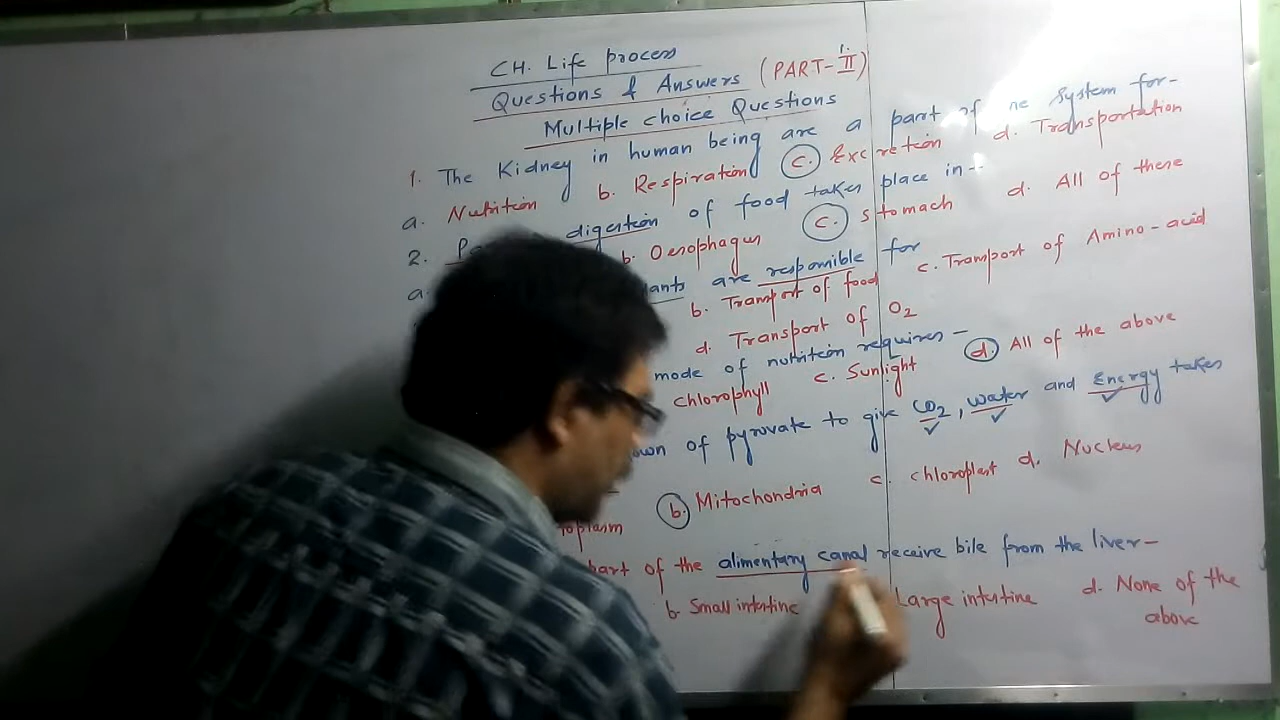 CH. Life process
Questions & Answers (PART-II)
Multiple choice Questions
1. The Kidney in human being are a part of he System for-
a. Nutrition b. Respiration c. Excretion d. Transportation
2. digestion of food takes place in--
a. b. Oesophagus c. Stomach d. All of these
are responsible for
b. Transport of food c. Transport of Amino-acid
d. Transport of O2
mode of nutrition requires-
chlorophyll c. Sunlight d. All of the above
of pyruvate to give CO2, water and Energy takes
b. Mitochondria c. chloroplast d. Nucleus
part of the alimentary canal receive bile from the liver-
b. Small intestine Large intestine d. None of the
above